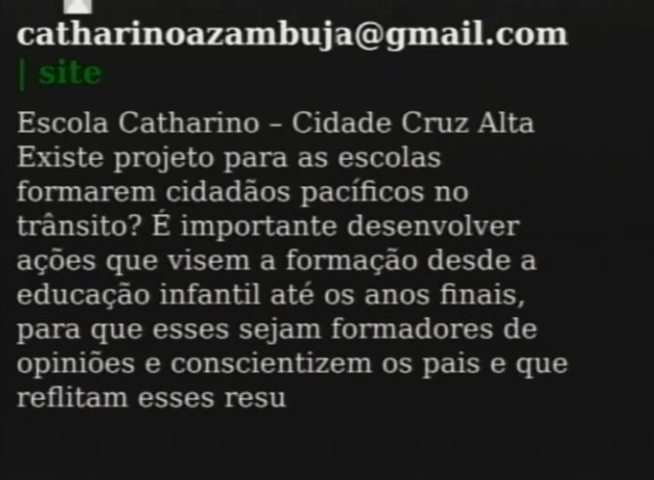 catharinoazambuja@gmail.com
| site
Escola Catharino – Cidade Cruz Alta
Existe projeto para as escolas
formarem cidadãos pacíficos no
trânsito? É importante desenvolver
ações que visem a formação desde a
educação infantil até os anos finais,
para que esses sejam formadores de
opiniões e conscientizem os pais e que
reflitam esses resu